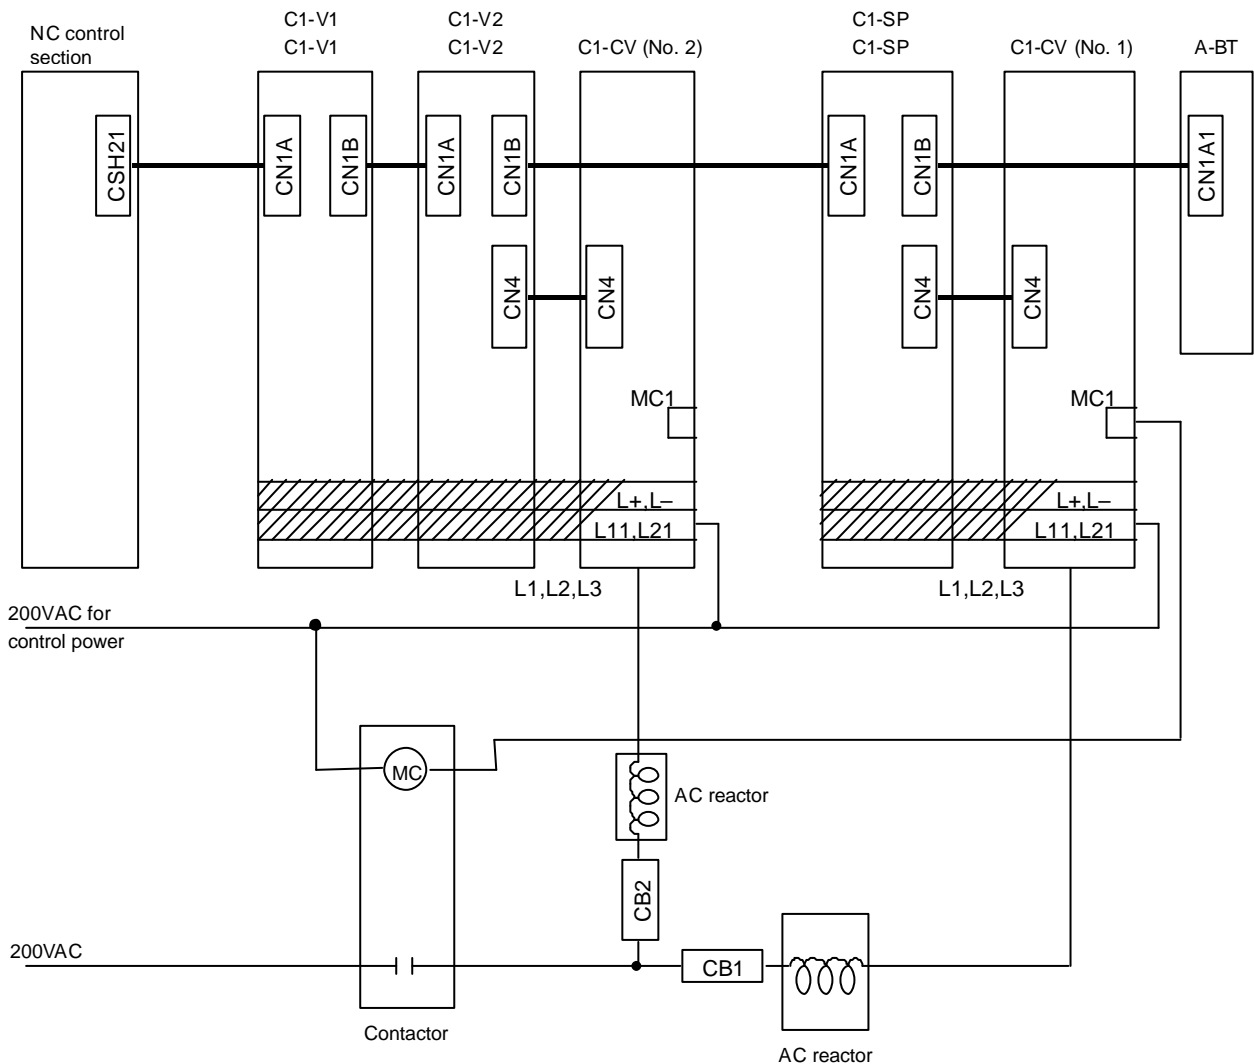 C1-V1
C1-V2
C1-SP
NC control
section
C1-V1
C1-V2
C1-CV (No. 2)
C1-SP
C1-CV (No. 1)
A-BT
CSH21
CN1A
CN1B
CN1A
CN1B
CN1A
CN1B
CN1A1
CN4
CN4
CN4
CN4
MC1
MC1
L+,L–
L+,L–
L11,L21
L11,L21
L1,L2,L3
L1,L2,L3
200VAC for
control power
MC
AC reactor
CB2
200VAC
CB1
Contactor
AC reactor